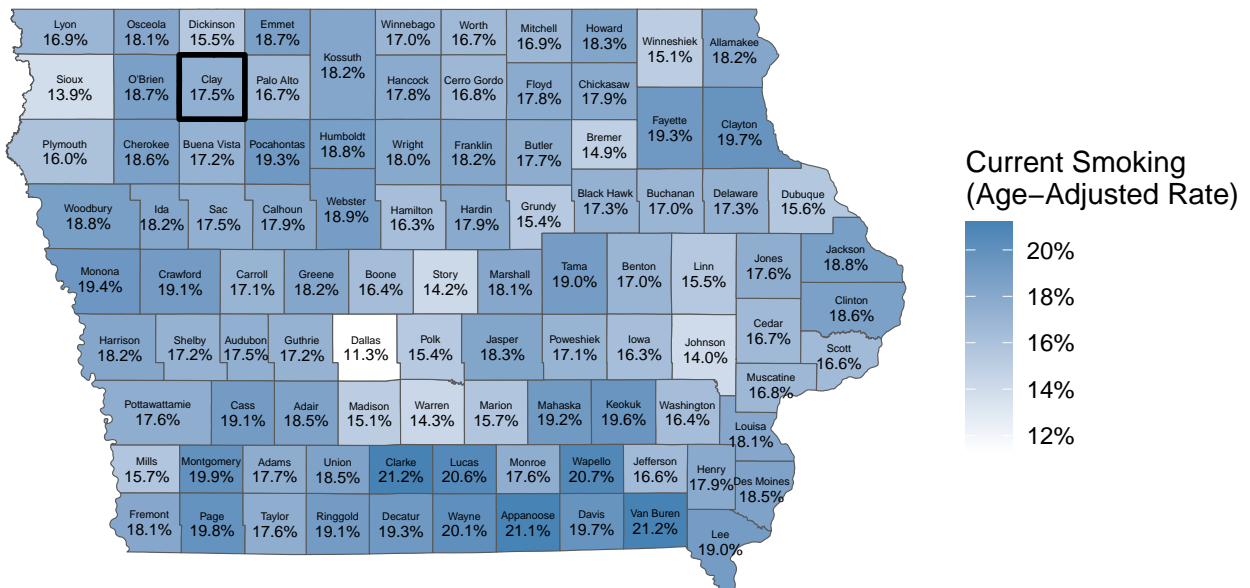 Lyon
16.9%
Osceola
18.1%
Dickinson
15.5%
Emmet
18.7%
Kossuth
18.2%
Winnebago
17.0%
Worth
16.7%
Mitchell
16.9%
Howard
18.3%
Winneshiek
15.1%
Allamakee
18.2%
Sioux
13.9%
O'Brien
18.7%
Clay
17.5%
Palo Alto
16.7%
Hancock
17.8%
Cerro Gordo
16.8%
Floyd
17.8%
Chickasaw
17.9%
Fayette
19.3%
Clayton
19.7%
Plymouth
16.0%
Cherokee
18.6%
Buena Vista
17.2%
Pocahontas
19.3%
Humboldt
18.8%
Wright
18.0%
Franklin
18.2%
Butler
17.7%
Bremer
14.9%
Woodbury
18.8%
Ida
18.2%
Sac
17.5%
Calhoun
17.9%
Webster
18.9%
Hamilton
16.3%
Hardin
17.9%
Grundy
15.4%
Black Hawk
17.3%
Buchanan
17.0%
Delaware
17.3%
Dubuque
15.6%
Monona
19.4%
Crawford
19.1%
Carroll
17.1%
Greene
18.2%
Boone
16.4%
Story
14.2%
Marshall
18.1%
Tama
19.0%
Benton
17.0%
Linn
15.5%
Jones
17.6%
Jackson
18.8%
Clinton
18.6%
Harrison
18.2%
Shelby
17.2%
Audubon
17.5%
Guthrie
17.2%
Dallas
11.3%
Polk
15.4%
Jasper
18.3%
Poweshiek
17.1%
Iowa
16.3%
Johnson
14.0%
Cedar
16.7%
Scott
16.6%
Muscatine
16.8%
Pottawattamie
17.6%
Cass
19.1%
Adair
18.5%
Madison
15.1%
Warren
14.3%
Marion
15.7%
Mahaska
19.2%
Keokuk
19.6%
Washington
16.4%
Louisa
18.1%
Mills
15.7%
Montgomery
19.9%
Adams
17.7%
Union
18.5%
Clarke
21.2%
Lucas
20.6%
Monroe
17.6%
Wapello
20.7%
Jefferson
16.6%
Henry
17.9%
Des Moines
18.5%
Fremont
18.1%
Page
19.8%
Taylor
17.6%
Ringgold
19.1%
Decatur
19.3%
Wayne
20.1%
Appanoose
21.1%
Davis
19.7%
Van Buren
21.2%
Lee
19.0%
Current Smoking
(Age−Adjusted Rate)
20%
18%
16%
14%
12%